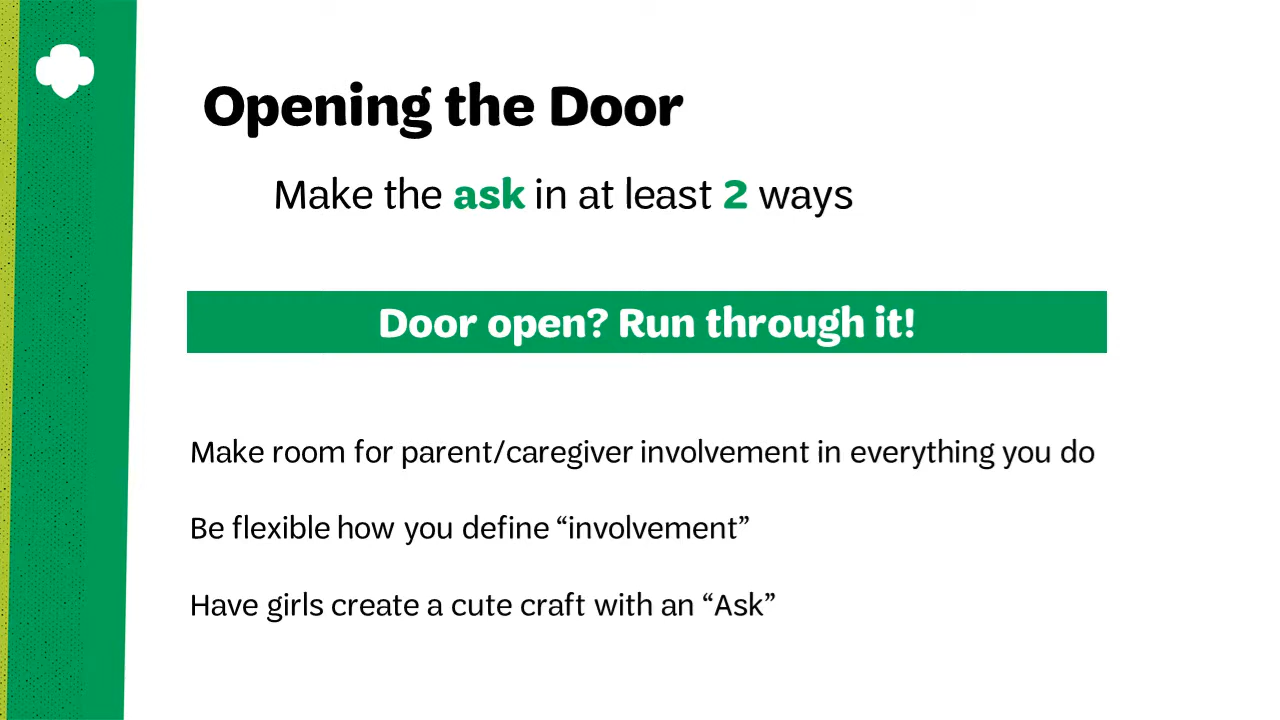 Opening the Door
Make the ask in at least 2 ways
Door open? Run through it!
Make room for parent/caregiver involvement in everything you do
Be flexible how you define “involvement”
Have girls create a cute craft with an “Ask”